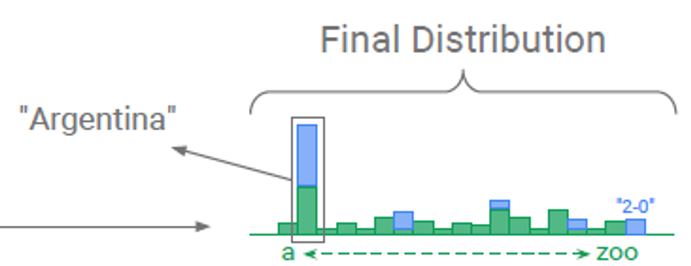 Final Distribution
"Argentina"
"2-0"
a
zoo